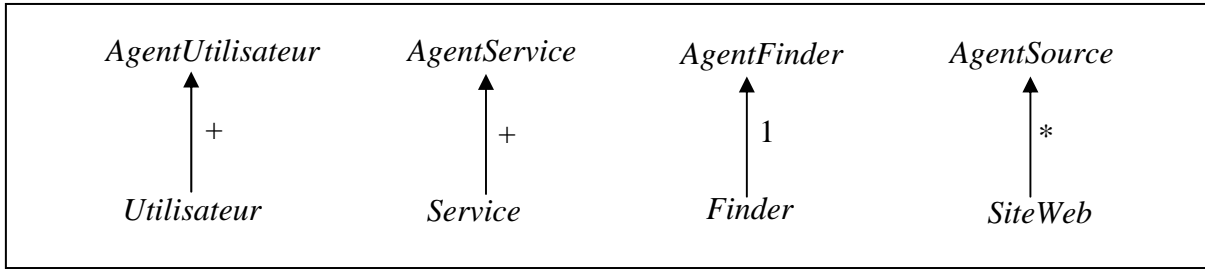 AgentUtilisateur AgentService AgentFinder AgentSource
+ + 1 *
Utilisateur Service Finder SiteWeb